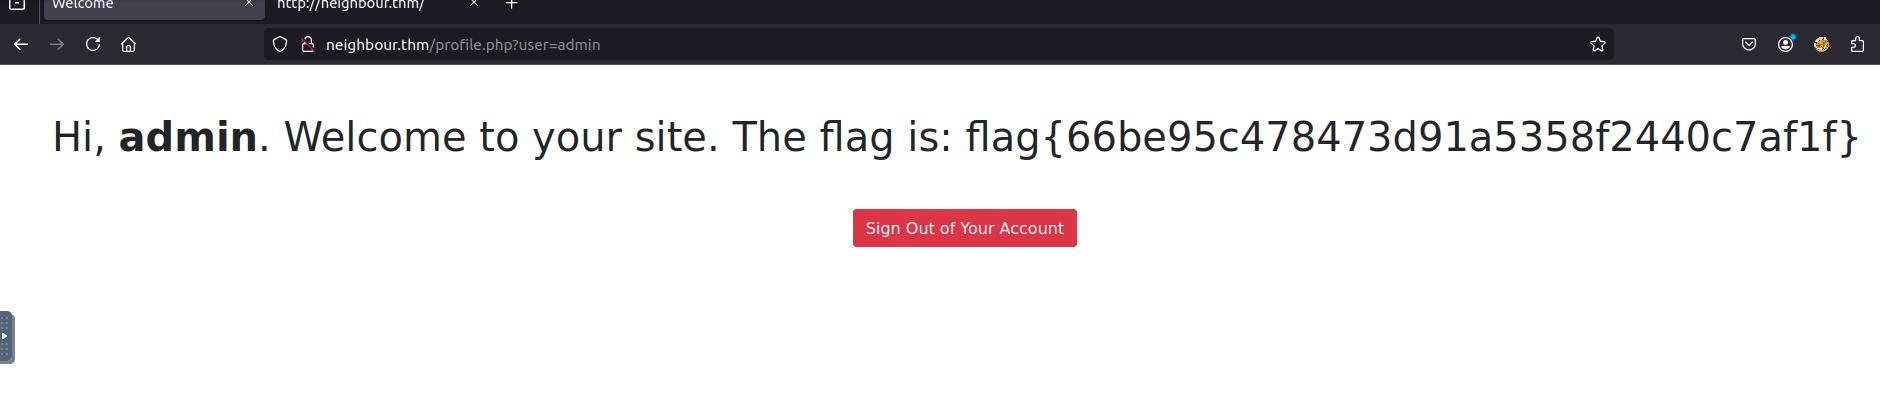 Welcome
http://neighbour.thm/
neighbour.thm/profile.php?user=admin
Hi, admin. Welcome to your site. The flag is: flag{66be95c478473d91a5358f2440c7af1f}
Sign Out of Your Account